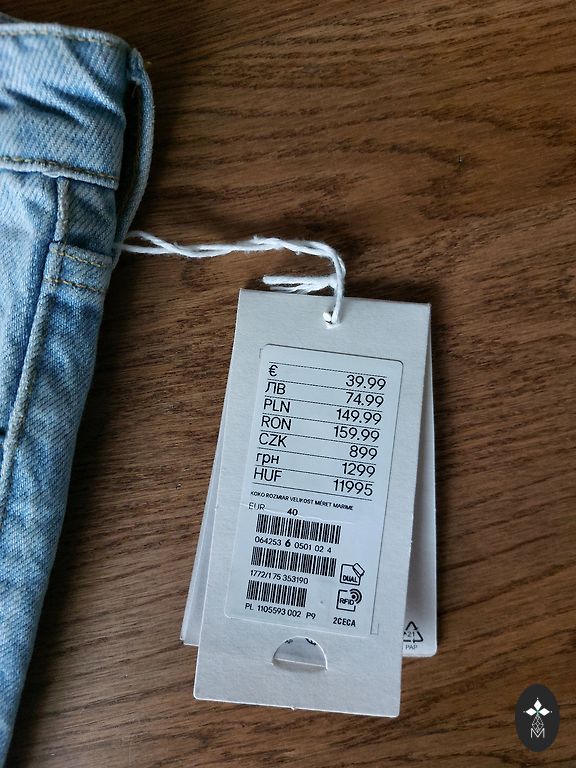 € 39.99
ЛВ 74.99
PLN 149.99
RON 159.99
CZK 899
грн 1299
HUF 11995
KOKO ROZMIAR VELIKOST MÉRET MARIME
EUR 40
064253 6 0501 02 4
1772/175 353190
PL 1105593 002 P9
DUAL
RFID
2CECA
21
PAP
M